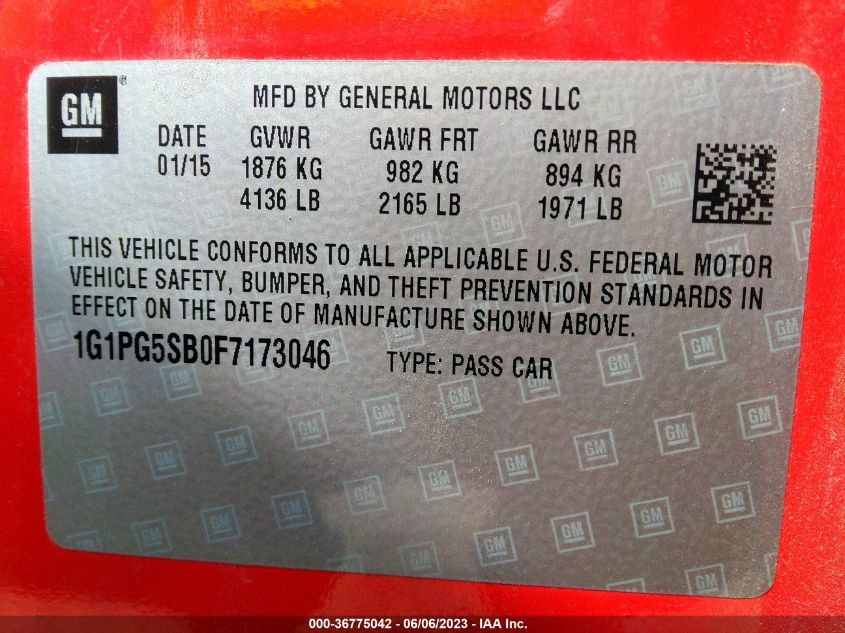 GM®
MFD BY GENERAL MOTORS LLC
DATE GVWR GAWR FRT GAWR RR
01/15 1876 KG 982 KG 894 KG
4136 LB 2165 LB 1971 LB
THIS VEHICLE CONFORMS TO ALL APPLICABLE U.S. FEDERAL MOTOR
VEHICLE SAFETY, BUMPER, AND THEFT PREVENTION STANDARDS IN
EFFECT ON THE DATE OF MANUFACTURE SHOWN ABOVE.
1G1PG5SB0F7173046 TYPE: PASS CAR
000-36775042 - 06/06/2023 - IAA Inc.